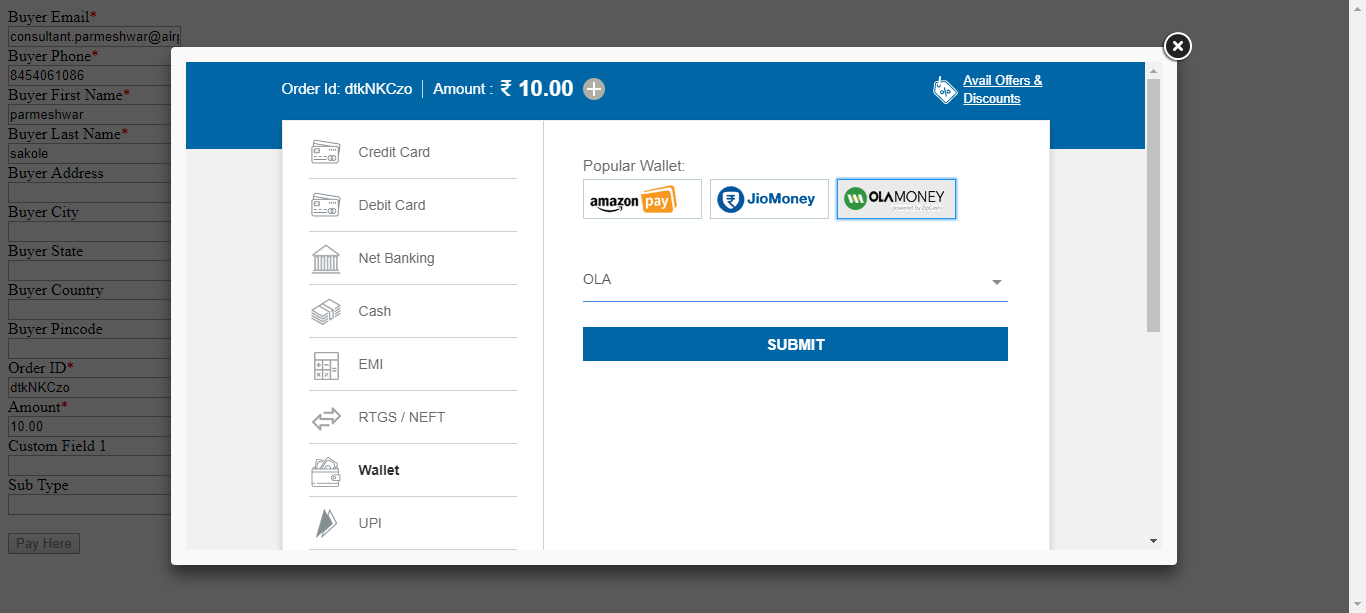 Buyer Email*
consultant.parmeshwar@air
Buyer Phone*
8454061086
Buyer First Name*
parmeshwar
Buyer Last Name*
sakole
Buyer Address
Buyer City
Buyer State
Buyer Country
Buyer Pincode
Order ID*
dtkNKCzo
Amount*
10.00
Custom Field 1
Sub Type
Pay Here
Order Id: dtkNKCzo | Amount : ₹ 10.00
Avail Offers &
Discounts
Credit Card
Debit Card
Net Banking
Cash
EMI
RTGS / NEFT
Wallet
UPI
Popular Wallet:
amazon pay
JioMoney
OLAMONEY
powered by ZipCash
OLA
SUBMIT